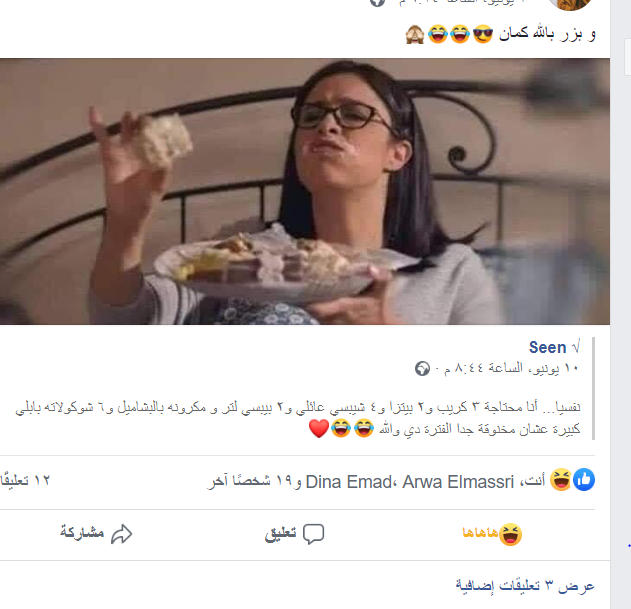 و بزر بالله كمان 😎😂😂🙈
Seen √
١٠ يونيو، الساعة ٨:٤٤ م ·
نفسيا... أنا محتاجة ٣ كريب و٢ بيتزا و٤ شيبسي عائلي و٢ بيبسي لتر و مكرونه بالبشاميل و٦ شوكولاته بابلي
كبيرة عشان مخنوقة جدا الفترة دي والله 😂😂❤
أنت، Dina Emad، Arwa Elmassri و١٩ شخصًا آخر
١٢ تعليقًا
هاهاها
تعليق
مشاركة
عرض ٣ تعليقات إضافية